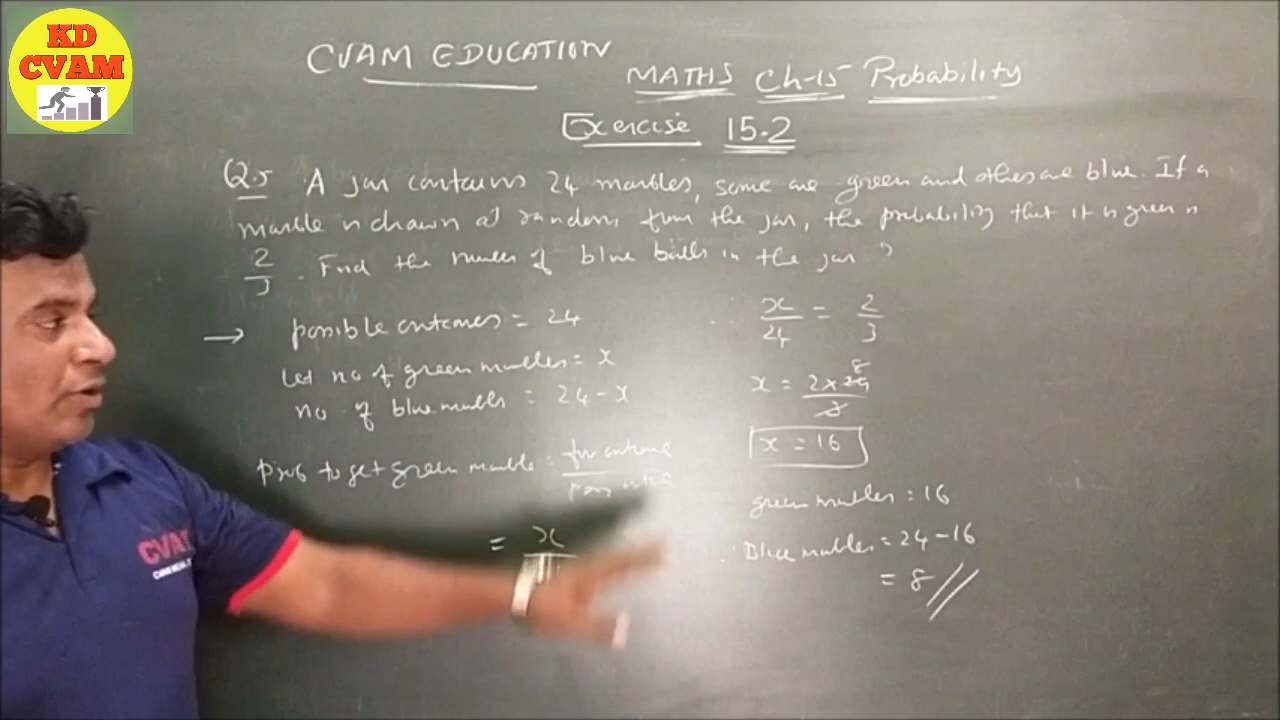 KD
CVAM
CVAM EDUCATION
MATHS Ch-15 Probability
Exercise 15.2
Q.5 A jar contains 24 marbles, some are green and others are blue. If a
marble is drawn at random from the jar, the probability that it is green is
2/3. Find the number of blue balls in the jar ?
→ possible outcomes = 24
Let no of green marbles = x
no of blue marbles = 24 - x
Prob to get green marble = fav outcome /
= x
∴ x/24 = 2/3
x = 2 x 24/3 8
x = 16
green marbles = 16
∴ Blue marbles = 24 - 16
= 8 //
CVAM